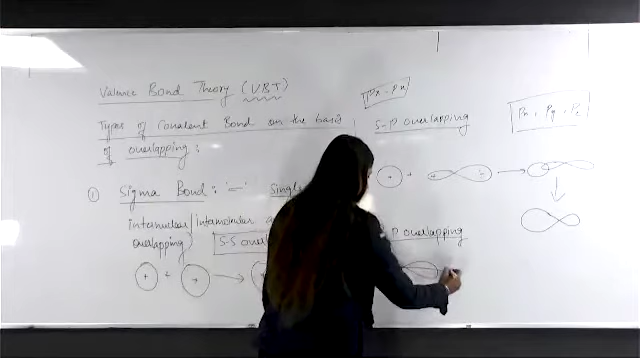 Valence Bond Theory (VBT)
Types of Covalent Bond on the basis
of overlapping:
① Sigma Bond: '—' Single
Internuclear/Intermolecular a
overlapping
S-S over
+ + + →
Px - Px
S-P overlapping
Px, Py, Pz
+ + - →
P overlapping